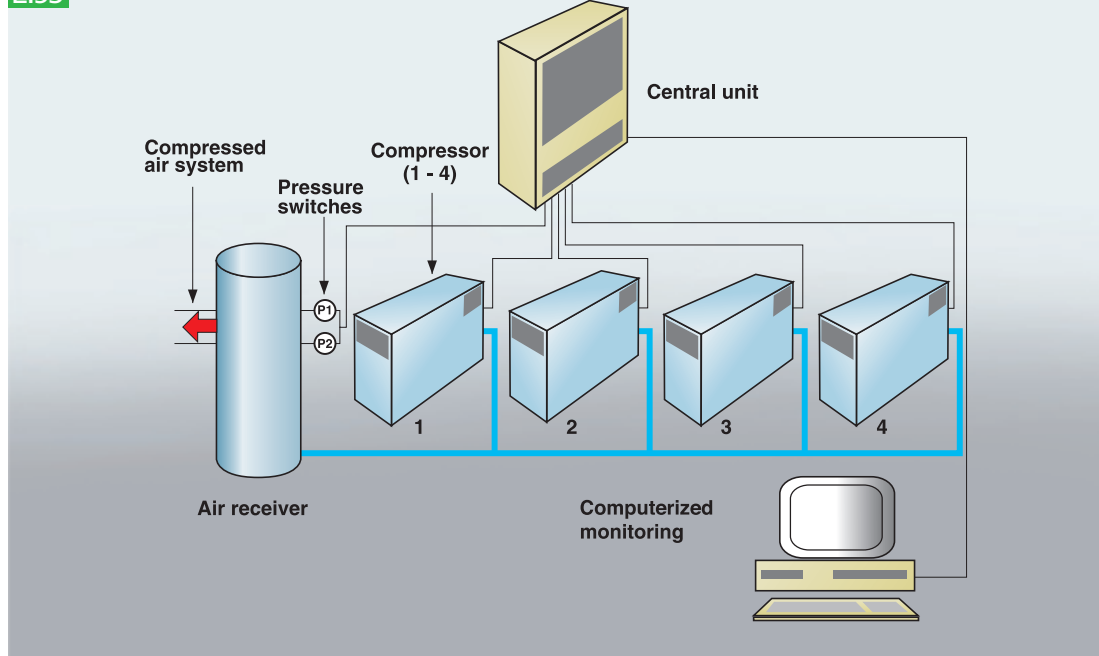 Central unit
Compressed
air system
Compressor
(1 - 4)
Pressure
switches
P1
P2
1
2
3
4
Air receiver
Computerized
monitoring